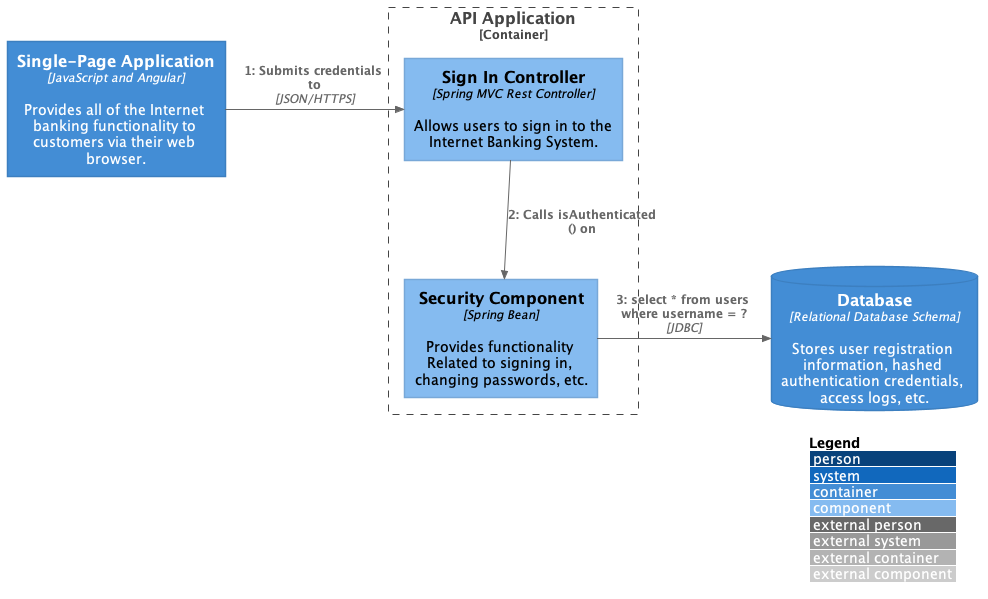 API Application
[Container]
Single-Page Application
[JavaScript and Angular]
Provides all of the Internet
banking functionality to
customers via their web
browser.
1: Submits credentials
to
[JSON/HTTPS]
Sign In Controller
[Spring MVC Rest Controller]
Allows users to sign in to the
Internet Banking System.
2: Calls isAuthenticated
() on
Security Component
[Spring Bean]
Provides functionality
Related to signing in,
changing passwords, etc.
3: select * from users
where username = ?
[JDBC]
Database
[Relational Database Schema]
Stores user registration
information, hashed
authentication credentials,
access logs, etc.
Legend
person
system
container
component
external person
external system
external container
external component